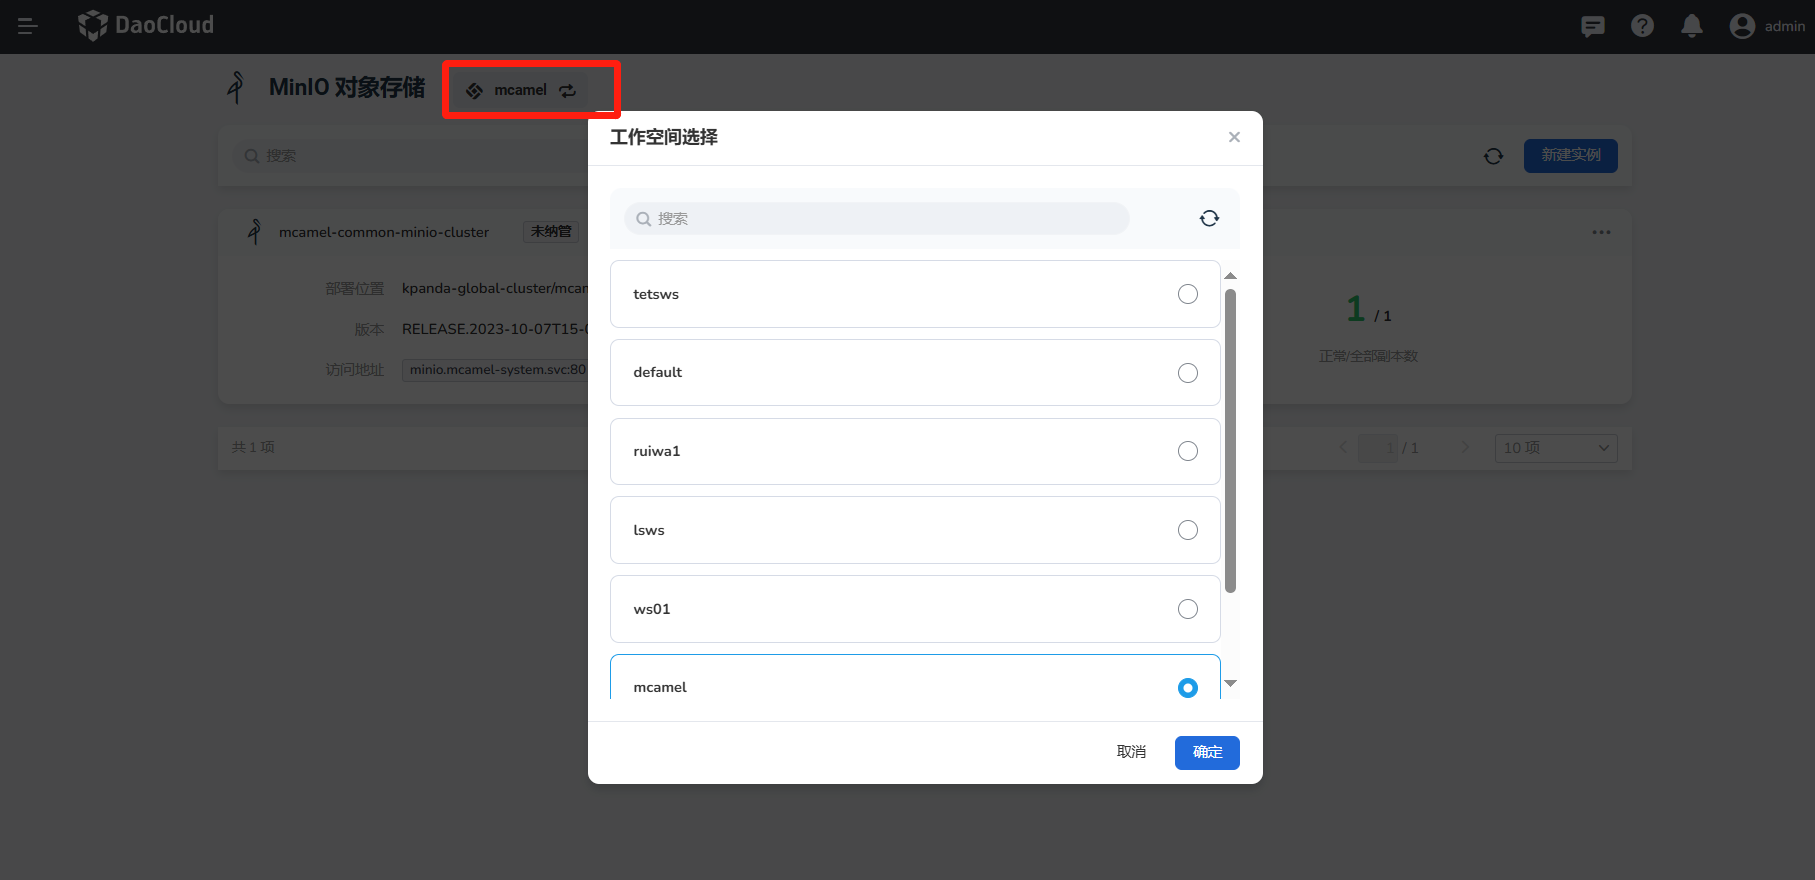 DaoCloud
admin
MinIO 对象存储
mcamel
搜索
新建实例
mcamel-common-minio-cluster
未纳管
部署位置
kpanda-global-cluster/mcam
版本
RELEASE.2023-10-07T15-0
访问地址
minio.mcamel-system.svc:80
1 / 1
正常/全部副本数
共 1 项
1 / 1
10 项
工作空间选择
搜索
tetsws
default
ruiwa1
lsws
ws01
mcamel
取消
确定